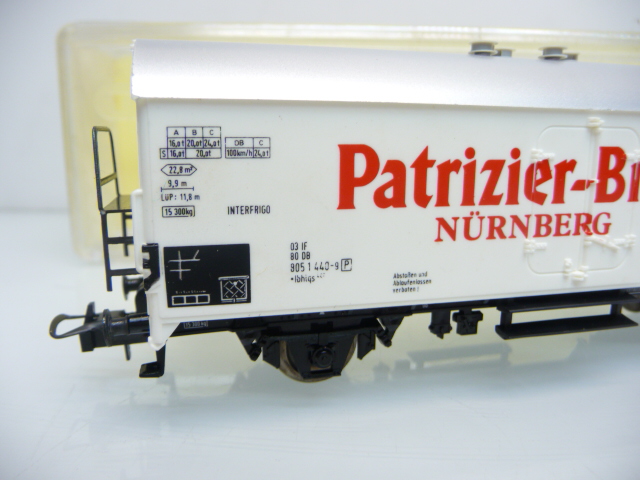 A B C
16,0t 20,0t 24,0t
S 16,0t 20,0t
DB C
100km/h 24,0t
22,8 m²
9,9 m
LÜP: 11,8 m
15 300kg
INTERFRIGO
03 IF
80 DB
805 1 440-9 P
Patrizier-Br
NÜRNBERG
Abstoßen und
Ablaufenlassen
verboten!